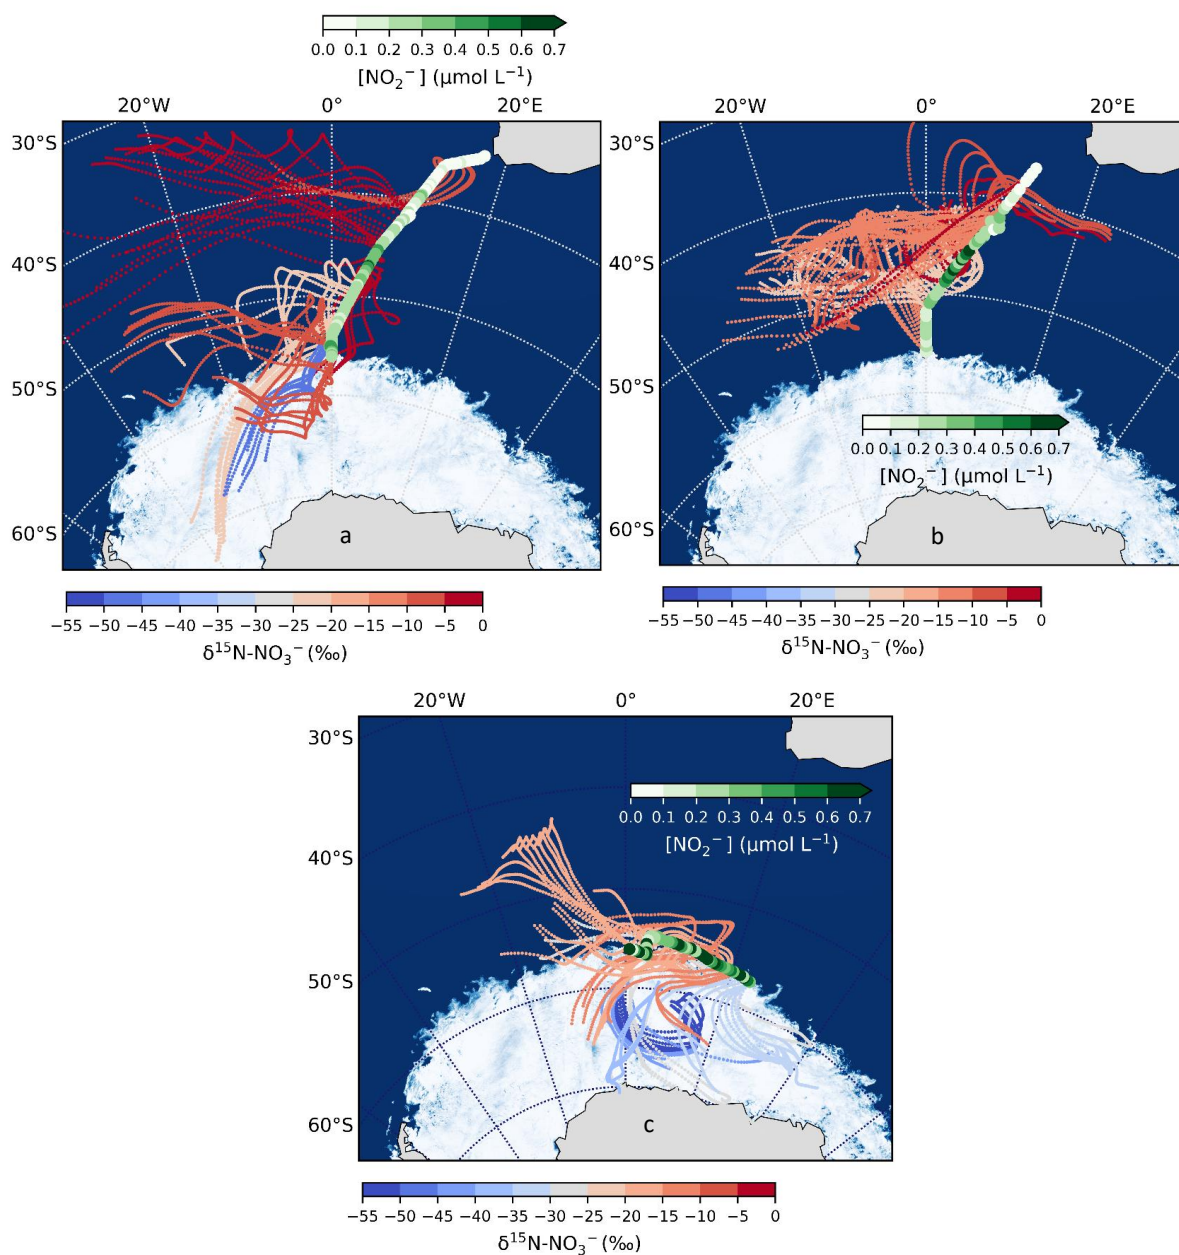 0.0 0.1 0.2 0.3 0.4 0.5 0.6 0.7
[NO₂⁻] (μmol L⁻¹)
20°W 0° 20°E
30°S
40°S
50°S
60°S
a
−55 −50 −45 −40 −35 −30 −25 −20 −15 −10 −5 0
δ¹⁵N-NO₃⁻ (‰)
20°W 0° 20°E
30°S
40°S
50°S
60°S
0.0 0.1 0.2 0.3 0.4 0.5 0.6 0.7
[NO₂⁻] (μmol L⁻¹)
b
−55 −50 −45 −40 −35 −30 −25 −20 −15 −10 −5 0
δ¹⁵N-NO₃⁻ (‰)
20°W 0° 20°E
30°S
40°S
50°S
60°S
0.0 0.1 0.2 0.3 0.4 0.5 0.6 0.7
[NO₂⁻] (μmol L⁻¹)
c
−55 −50 −45 −40 −35 −30 −25 −20 −15 −10 −5 0
δ¹⁵N-NO₃⁻ (‰)